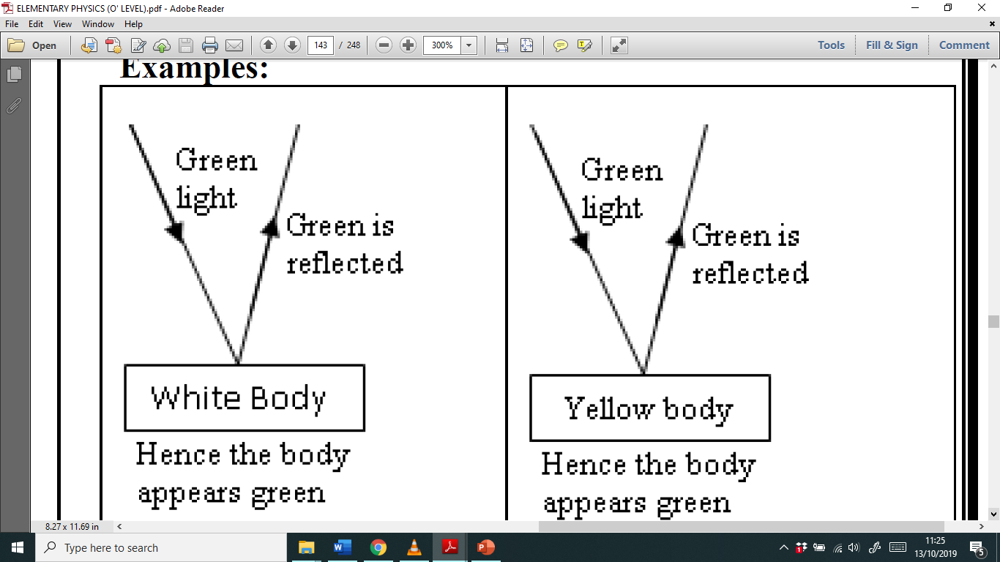 ELEMENTARY PHYSICS (O' LEVEL).pdf - Adobe Reader
File Edit View Window Help
Open 143 / 248 300% Tools Fill & Sign Comment
Examples:
Green
light
Green is
reflected
White Body
Hence the body
appears green
Green
light
Green is
reflected
Yellow body
Hence the body
appears green
8.27 x 11.69 in
Type here to search
11:25
13/10/2019
5